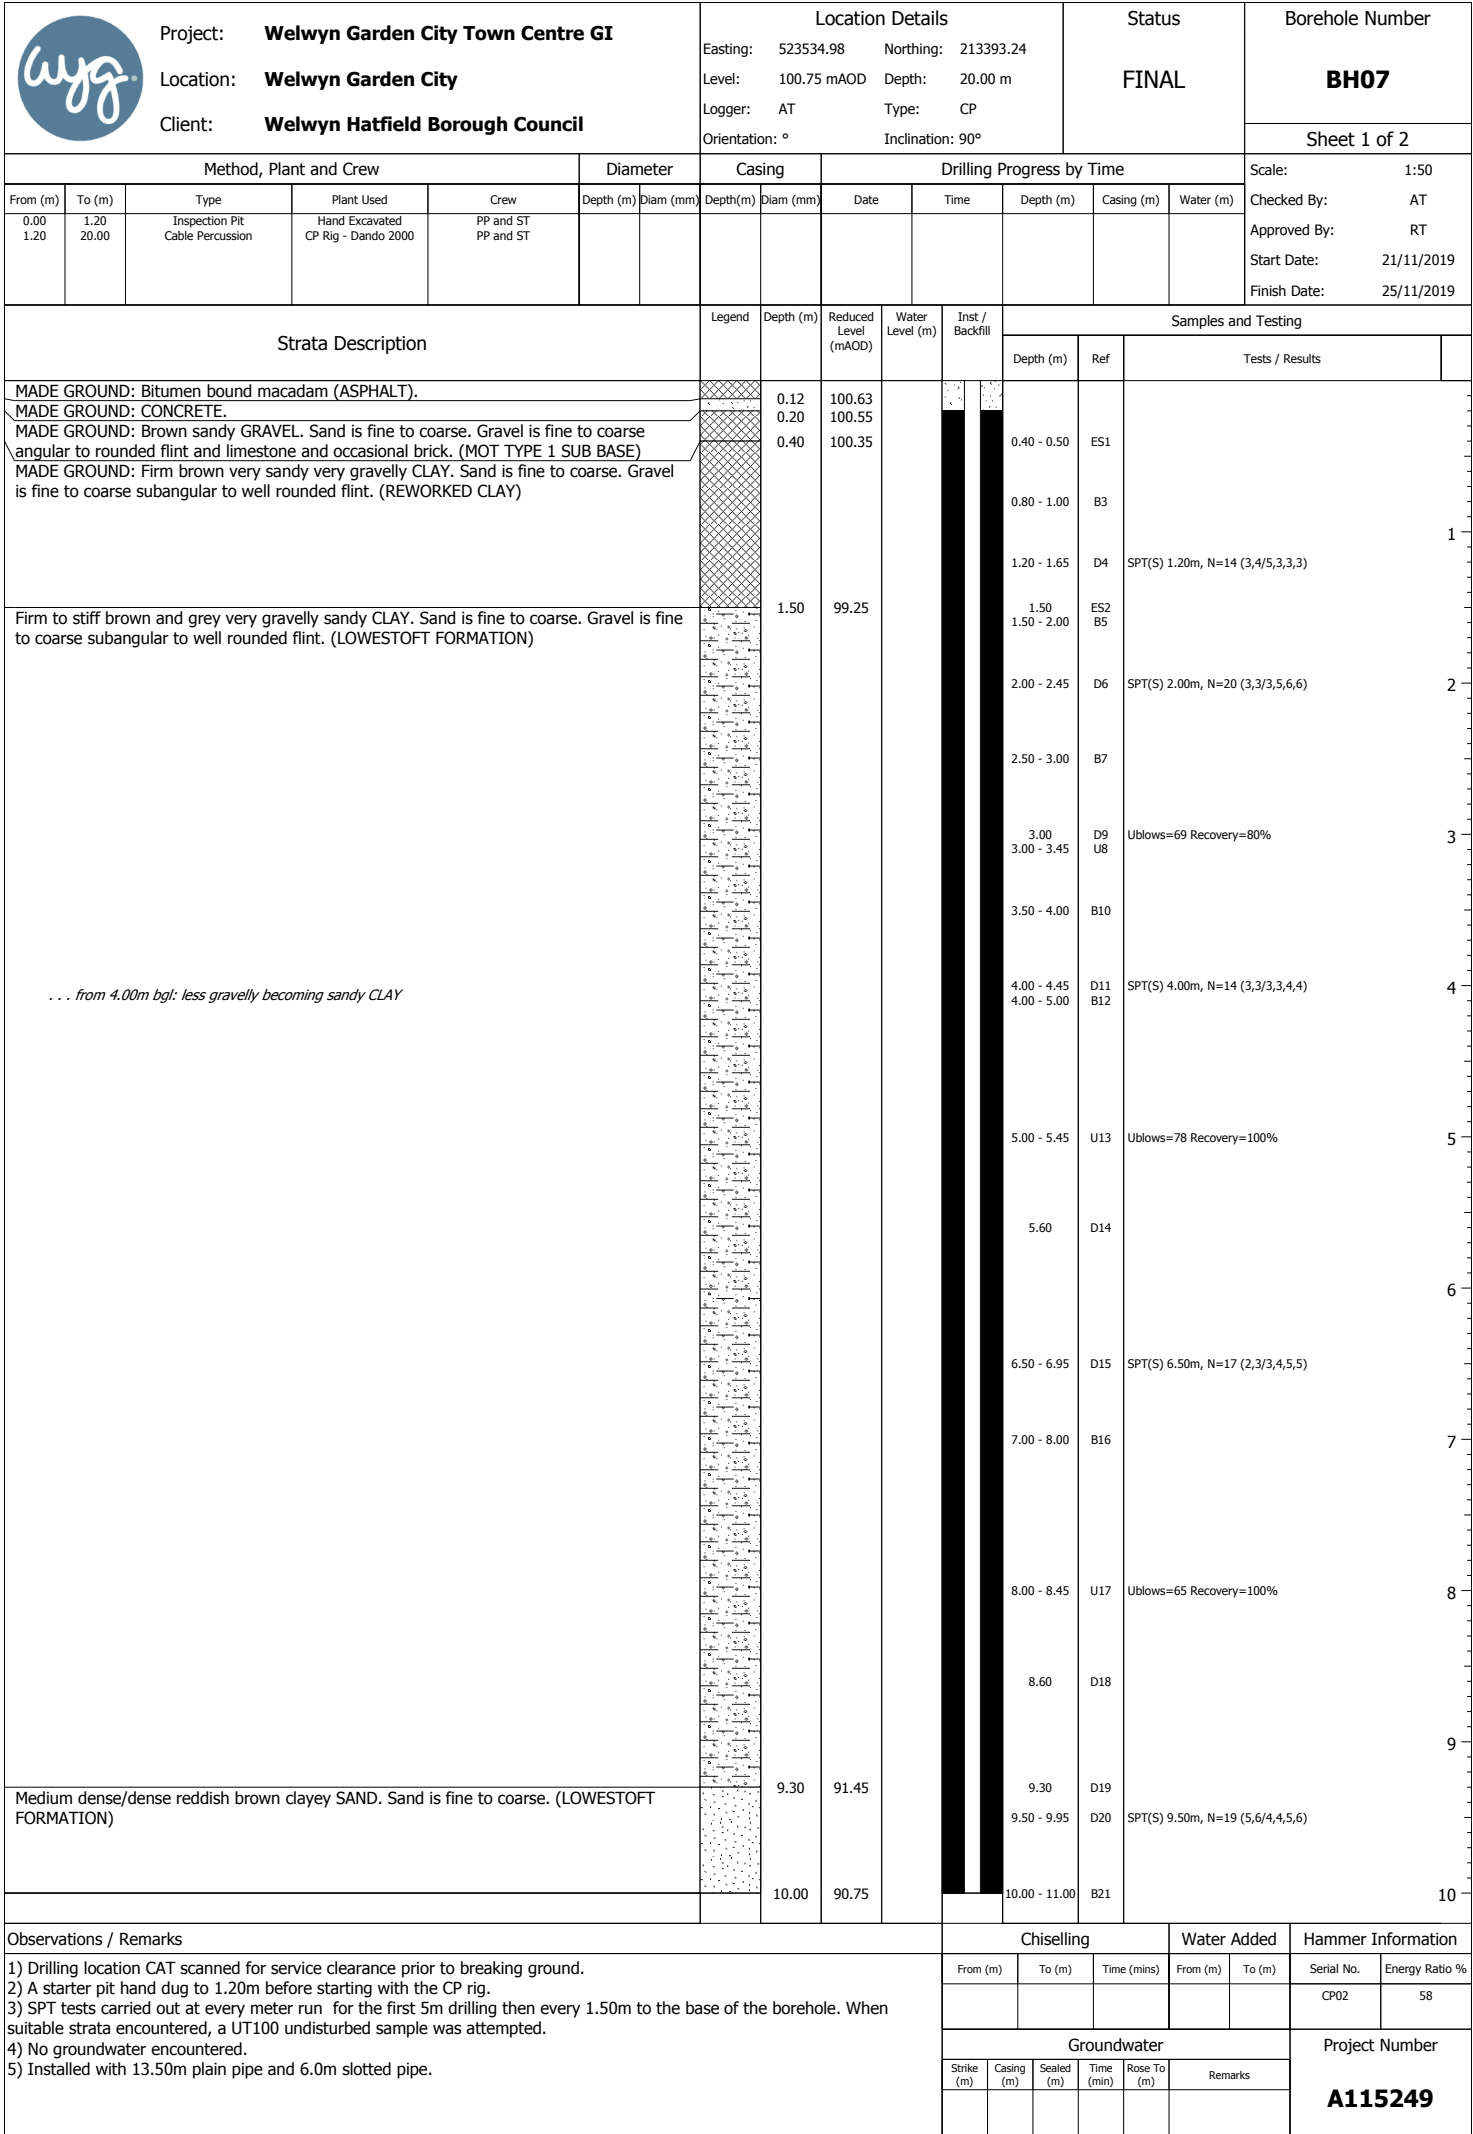 wyg.
Project: Welwyn Garden City Town Centre GI
Location: Welwyn Garden City
Client: Welwyn Hatfield Borough Council
Location Details
Easting: 523534.98 Northing: 213393.24
Level: 100.75 mAOD Depth: 20.00 m
Logger: AT Type: CP
Orientation: ° Inclination: 90°
Status
FINAL
Borehole Number
BH07
Sheet 1 of 2
Method, Plant and Crew Diameter Casing Drilling Progress by Time
From (m) To (m) Type Plant Used Crew Depth (m) Diam (mm) Depth(m) Diam (mm) Date Time Depth (m) Casing (m) Water (m)
0.00 1.20 Inspection Pit Hand Excavated PP and ST
1.20 20.00 Cable Percussion CP Rig - Dando 2000 PP and ST
Scale: 1:50
Checked By: AT
Approved By: RT
Start Date: 21/11/2019
Finish Date: 25/11/2019
Strata Description
Legend Depth (m) Reduced Level (mAOD) Water Level (m) Inst / Backfill
Samples and Testing
Depth (m) Ref Tests / Results
MADE GROUND: Bitumen bound macadam (ASPHALT).
0.12 100.63
MADE GROUND: CONCRETE.
0.20 100.55
MADE GROUND: Brown sandy GRAVEL. Sand is fine to coarse. Gravel is fine to coarse
angular to rounded flint and limestone and occasional brick. (MOT TYPE 1 SUB BASE)
0.40 100.35 0.40 - 0.50 ES1
MADE GROUND: Firm brown very sandy very gravelly CLAY. Sand is fine to coarse. Gravel
is fine to coarse subangular to well rounded flint. (REWORKED CLAY)
0.80 - 1.00 B3
1
1.20 - 1.65 D4 SPT(S) 1.20m, N=14 (3,4/5,3,3,3)
1.50 99.25 1.50 ES2
Firm to stiff brown and grey very gravelly sandy CLAY. Sand is fine to coarse. Gravel is fine
1.50 - 2.00 B5
to coarse subangular to well rounded flint. (LOWESTOFT FORMATION)
2.00 - 2.45 D6 SPT(S) 2.00m, N=20 (3,3/3,5,6,6) 2
2.50 - 3.00 B7
3.00 D9 Ublows=69 Recovery=80% 3
3.00 - 3.45 U8
3.50 - 4.00 B10
. . . from 4.00m bgl: less gravelly becoming sandy CLAY
4.00 - 4.45 D11 SPT(S) 4.00m, N=14 (3,3/3,3,4,4) 4
4.00 - 5.00 B12
5.00 - 5.45 U13 Ublows=78 Recovery=100% 5
5.60 D14
6
6.50 - 6.95 D15 SPT(S) 6.50m, N=17 (2,3/3,4,5,5)
7.00 - 8.00 B16 7
8.00 - 8.45 U17 Ublows=65 Recovery=100% 8
8.60 D18
9
9.30 91.45 9.30 D19
Medium dense/dense reddish brown clayey SAND. Sand is fine to coarse. (LOWESTOFT
FORMATION)
9.50 - 9.95 D20 SPT(S) 9.50m, N=19 (5,6/4,4,5,6)
10.00 90.75 10.00 - 11.00 B21 10
Observations / Remarks
1) Drilling location CAT scanned for service clearance prior to breaking ground.
2) A starter pit hand dug to 1.20m before starting with the CP rig.
3) SPT tests carried out at every meter run for the first 5m drilling then every 1.50m to the base of the borehole. When
suitable strata encountered, a UT100 undisturbed sample was attempted.
4) No groundwater encountered.
5) Installed with 13.50m plain pipe and 6.0m slotted pipe.
Chiselling Water Added Hammer Information
From (m) To (m) Time (mins) From (m) To (m) Serial No. Energy Ratio %
CP02 58
Groundwater
Strike (m) Casing (m) Sealed (m) Time (min) Rose To (m) Remarks
Project Number
A115249